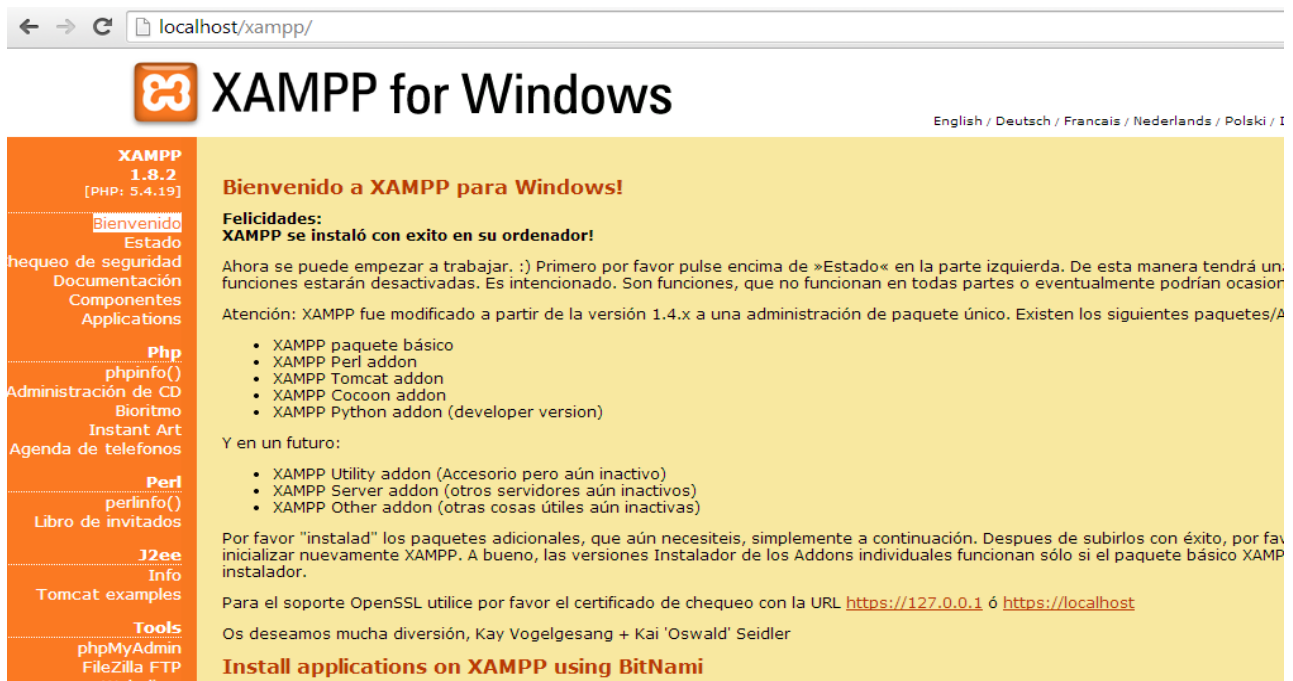 localhost/xampp/
XAMPP for Windows
English / Deutsch / Francais / Nederlands / Polski /
XAMPP
1.8.2
[PHP: 5.4.19]
Bienvenido
Estado
hequeo de seguridad
Documentación
Componentes
Applications
Php
phpinfo()
Administración de CD
Bioritmo
Instant Art
Agenda de telefonos
Perl
perlinfo()
Libro de invitados
J2ee
Info
Tomcat examples
Tools
phpMyAdmin
FileZilla FTP
Bienvenido a XAMPP para Windows!
Felicidades:
XAMPP se instaló con exito en su ordenador!
Ahora se puede empezar a trabajar. :) Primero por favor pulse encima de »Estado« en la parte izquierda. De esta manera tendrá una
funciones estarán desactivadas. Es intencionado. Son funciones, que no funcionan en todas partes o eventualmente podrían ocasion
Atención: XAMPP fue modificado a partir de la versión 1.4.x a una administración de paquete único. Existen los siguientes paquetes/A
• XAMPP paquete básico
• XAMPP Perl addon
• XAMPP Tomcat addon
• XAMPP Cocoon addon
• XAMPP Python addon (developer version)
Y en un futuro:
• XAMPP Utility addon (Accesorio pero aún inactivo)
• XAMPP Server addon (otros servidores aún inactivos)
• XAMPP Other addon (otras cosas útiles aún inactivas)
Por favor "instalad" los paquetes adicionales, que aún necesiteis, simplemente a continuación. Despues de subirlos con éxito, por fav
inicializar nuevamente XAMPP. A bueno, las versiones Instalador de los Addons individuales funcionan sólo si el paquete básico XAMP
instalador.
Para el soporte OpenSSL utilice por favor el certificado de chequeo con la URL https://127.0.0.1 ó https://localhost
Os deseamos mucha diversión, Kay Vogelgesang + Kai 'Oswald' Seidler
Install applications on XAMPP using BitNami